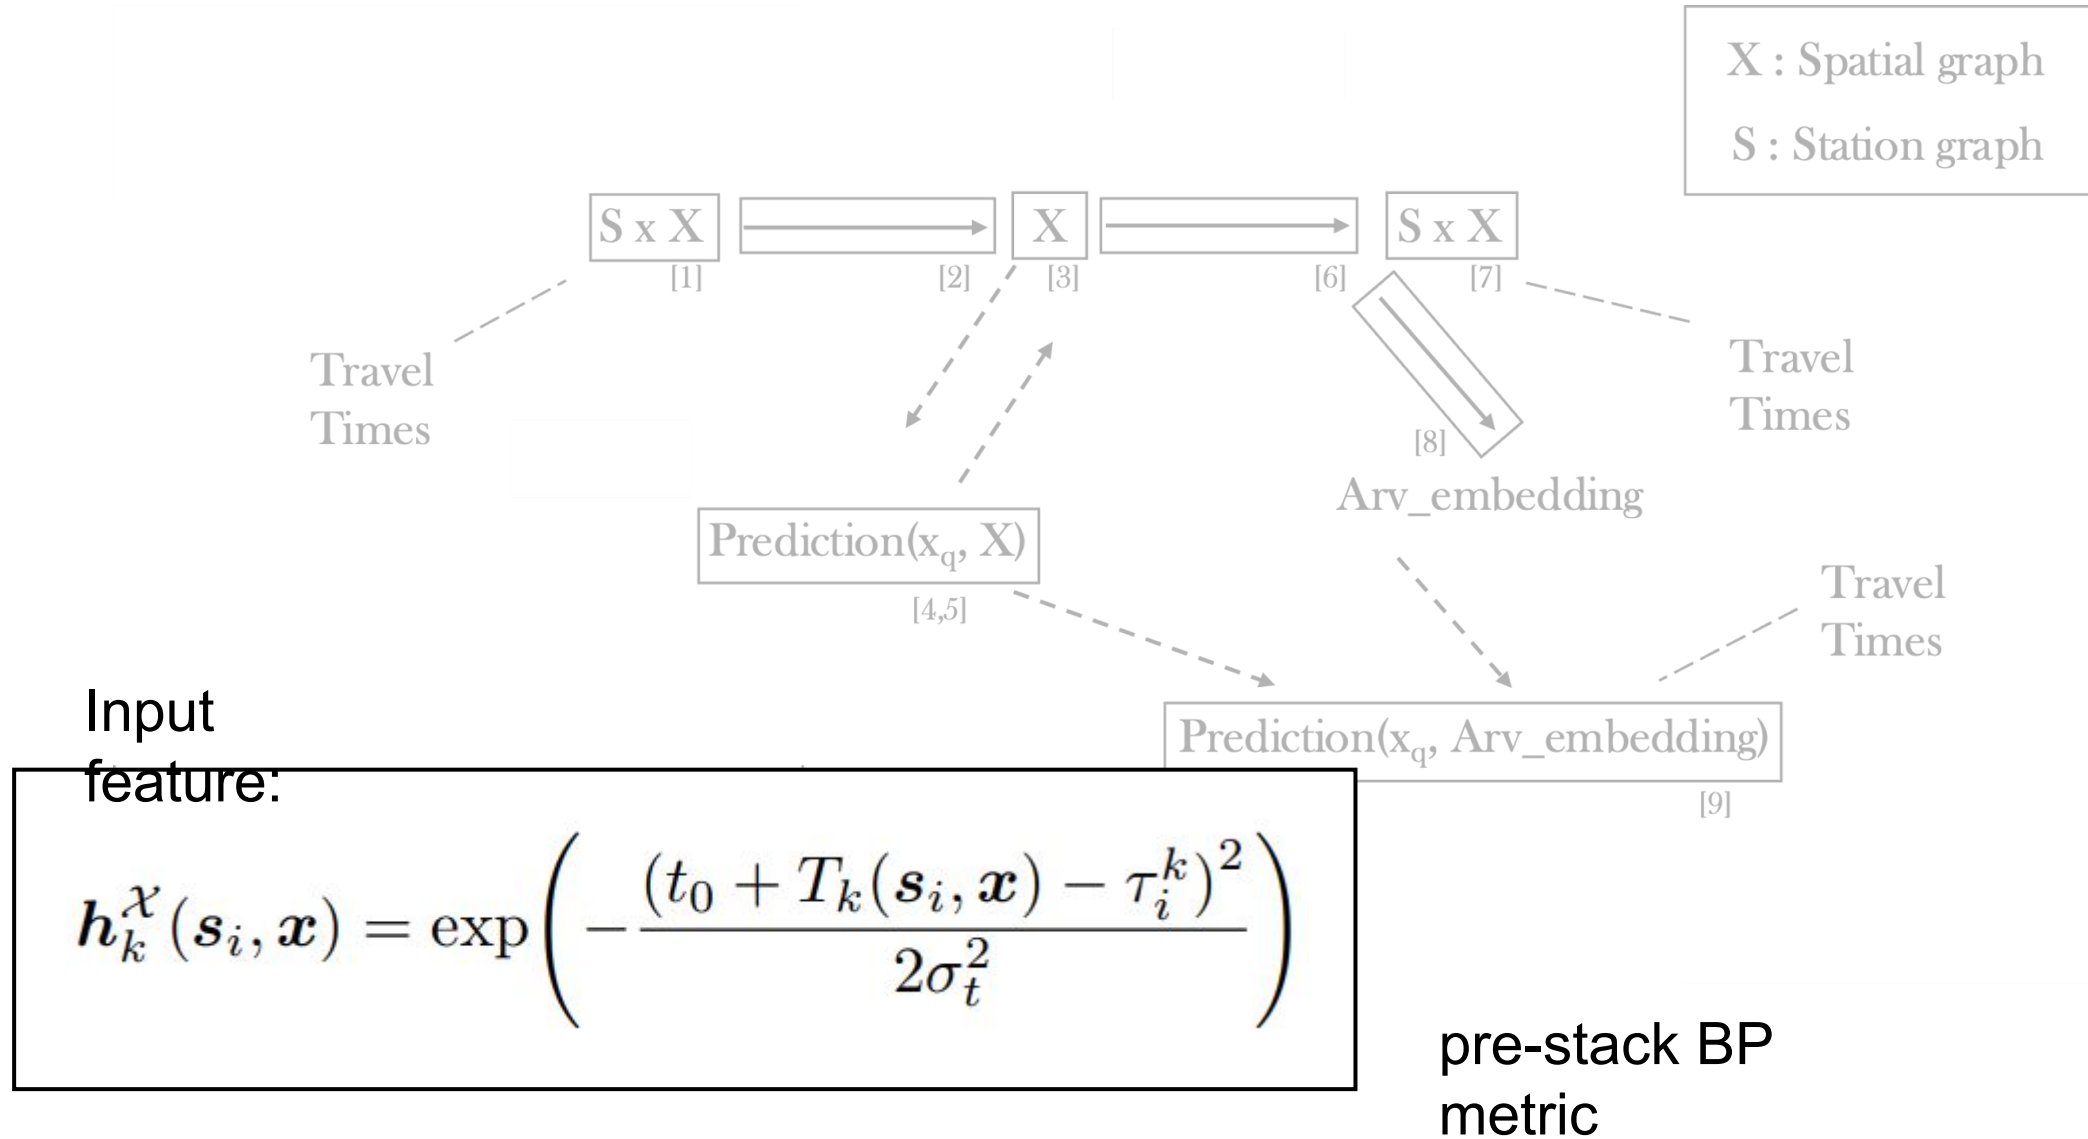 X : Spatial graph
S : Station graph
S x X
X
S x X
[1]
[2]
[3]
[6]
[7]
Travel
Times
Travel
Times
[8]
Arv_embedding
Prediction(x_q, X)
[4,5]
Travel
Times
Prediction(x_q, Arv_embedding)
[9]
Input
feature:
h_k^𝒳(s_i, x) = exp(−(t_0 + T_k(s_i, x) − τ_i^k)^2 / 2σ_t^2)
pre-stack BP
metric